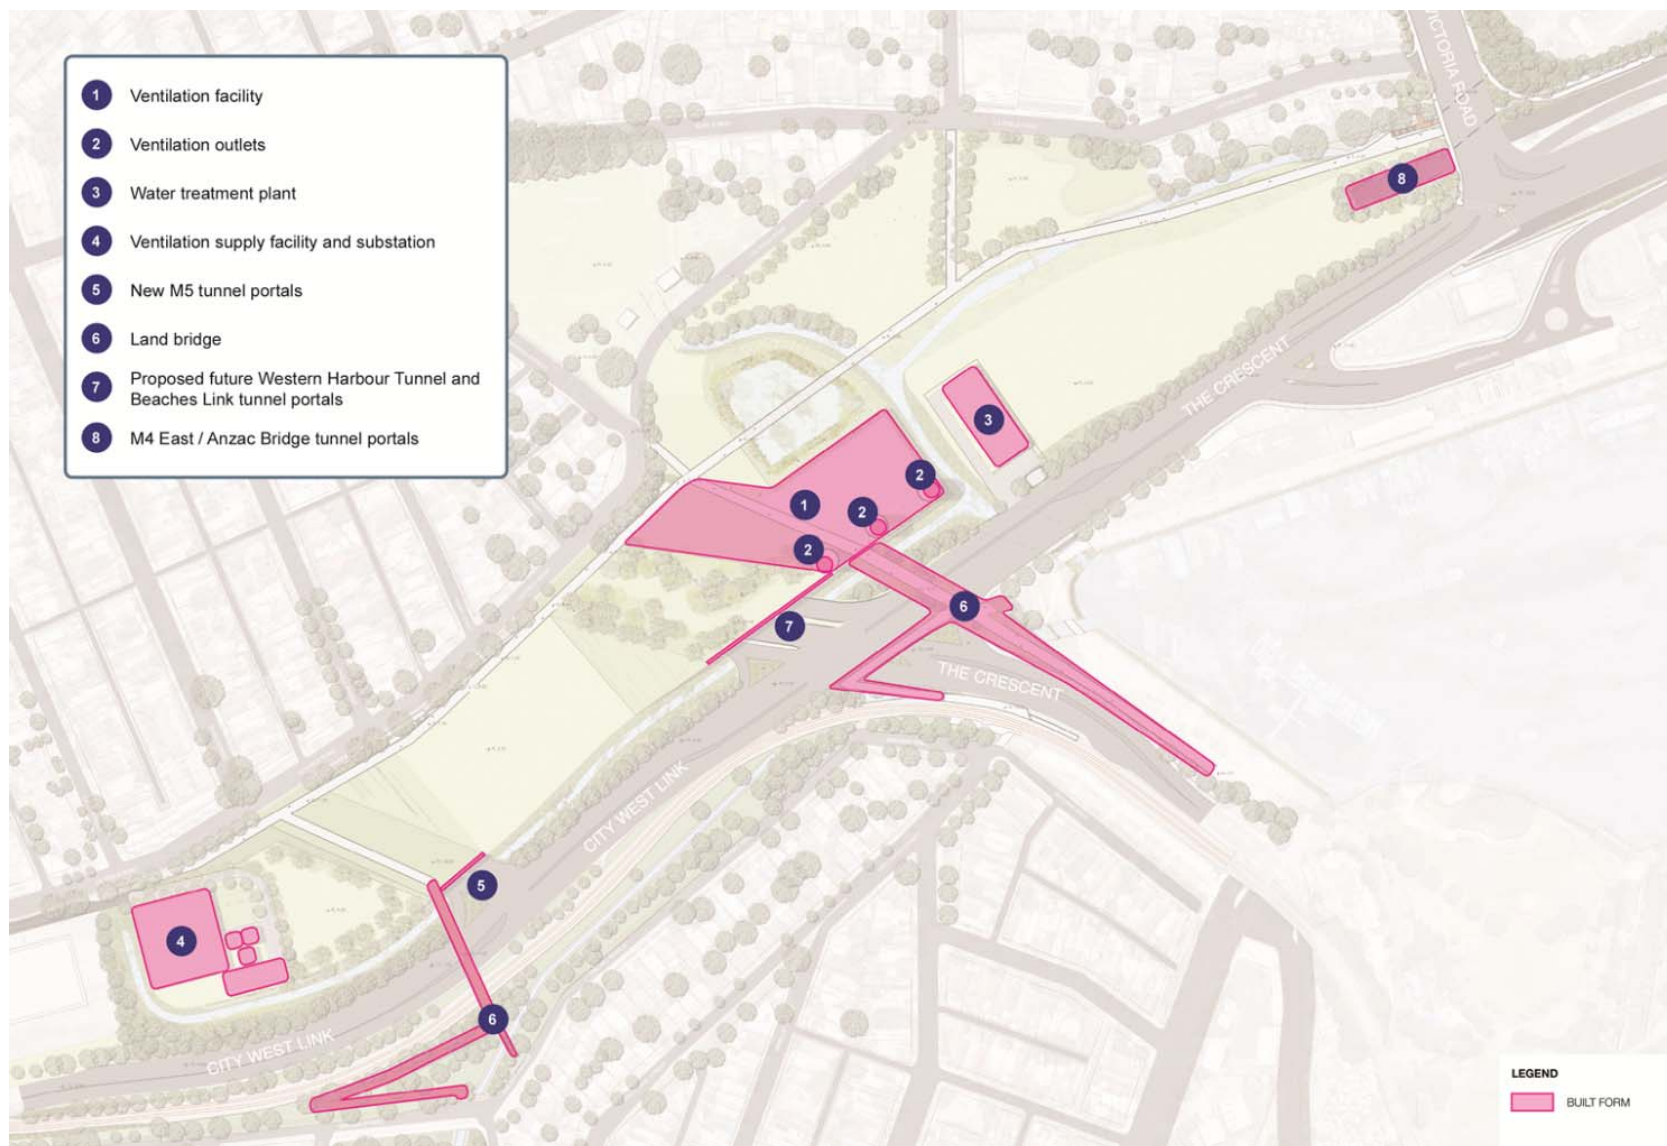 1 Ventilation facility
2 Ventilation outlets
3 Water treatment plant
4 Ventilation supply facility and substation
5 New M5 tunnel portals
6 Land bridge
7 Proposed future Western Harbour Tunnel and
Beaches Link tunnel portals
8 M4 East / Anzac Bridge tunnel portals
VICTORIA ROAD
8
THE CRESCENT
3
2
1
2
2
6
7
THE CRESCENT
CITY WEST LINK
5
4
6
CITY WEST LINK
LEGEND
BUILT FORM